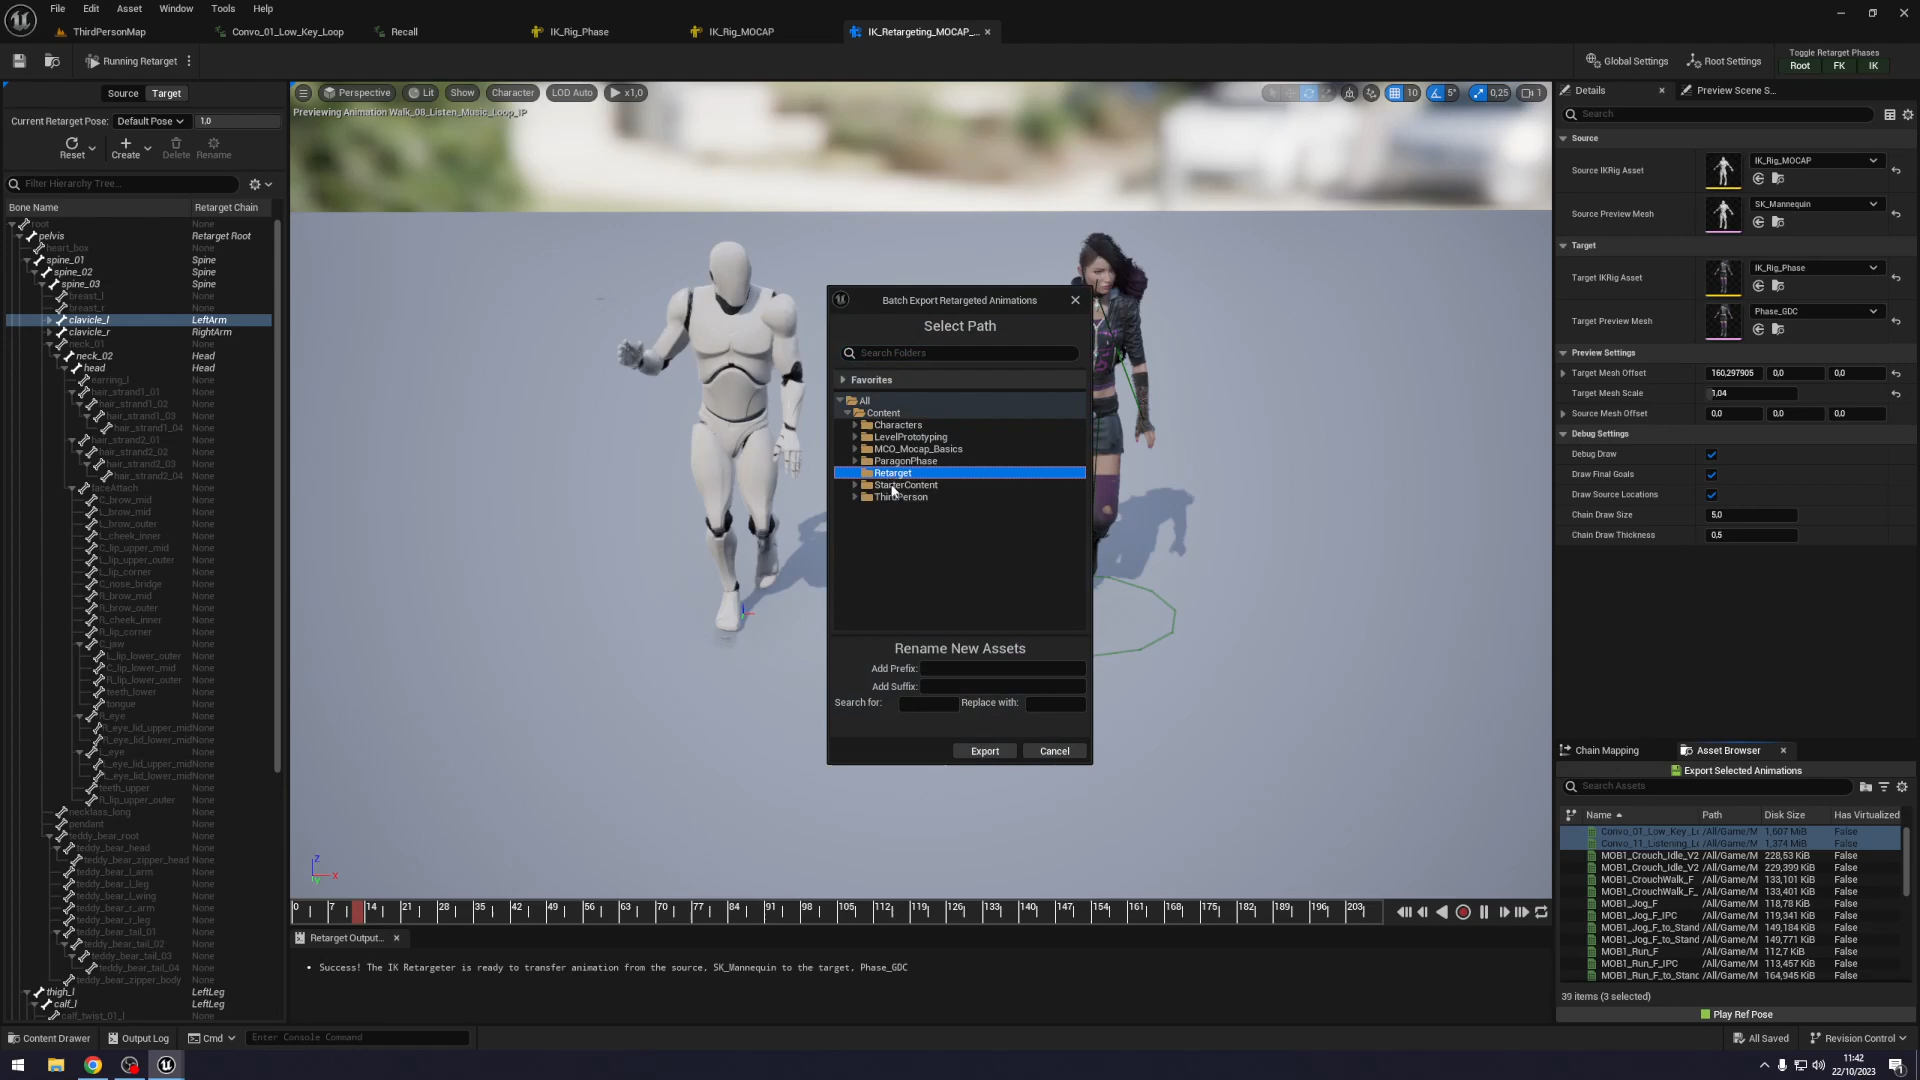 File Edit Asset Window Tools Help
ThirdPersonMap Convo_01_Low_Key_Loop Recall IK_Rig_Phase IK_Rig_MOCAP IK_Retargeting_MOCAP_...
Running Retarget Global Settings Root Settings Toggle Retarget Phases
Root FK IK
Source Target
Current Retarget Pose: Default Pose 1,0
Reset Create Delete Rename
Filter Hierarchy Tree...
Bone Name Retarget Chain
root None
pelvis Retarget Root
heart_box None
spine_01 Spine
spine_02 Spine
spine_03 Spine
breast_l None
breast_r None
clavicle_l LeftArm
clavicle_r RightArm
neck_01 None
neck_02 Head
head Head
earring_l None
hair_strand1_01 None
hair_strand1_02 None
hair_strand1_03 None
hair_strand1_04 None
hair_strand2_01 None
hair_strand2_02 None
hair_strand2_03 None
hair_strand2_04 None
faceAttach None
C_brow_mid None
L_brow_mid None
L_brow_outer None
L_cheek_inner None
C_lip_upper_mid None
L_lip_upper_outer None
L_lip_corner None
C_nose_bridge None
R_brow_mid None
R_brow_outer None
R_cheek_inner None
R_lip_corner None
C_jaw None
L_lip_lower_outer None
C_lip_lower_mid None
R_lip_lower_outer None
teeth_lower None
tongue None
R_eye None
R_eye_lid_upper_mid None
R_eye_lid_lower_mid None
L_eye None
L_eye_lid_upper_mid None
L_eye_lid_lower_mid None
teeth_upper None
R_lip_upper_outer None
necklass_long None
pendant None
teddy_bear_root None
teddy_bear_head None
teddy_bear_zipper_head None
teddy_bear_l_arm None
teddy_bear_l_leg None
teddy_bear_l_wing None
teddy_bear_r_arm None
teddy_bear_r_leg None
teddy_bear_tail_01 None
teddy_bear_tail_02 None
teddy_bear_tail_03 None
teddy_bear_tail_04 None
teddy_bear_zipper_body None
thigh_l LeftLeg
calf_l LeftLeg
calf_twist_01_l None
Perspective Lit Show Character LOD Auto x1,0 10 5° 0,25 1
Previewing Animation Walk_08_Listen_Music_Loop_IP
Batch Export Retargeted Animations
Select Path
Search Folders
Favorites
All
Content
Characters
LevelPrototyping
MCO_Mocap_Basics
ParagonPhase
Retarget
StarterContent
ThirdPerson
Rename New Assets
Add Prefix:
Add Suffix:
Search for: Replace with:
Export Cancel
Z
X
Y
0 7 14 21 28 35 42 49 56 63 70 77 84 91 98 105 112 119 126 133 140 147 154 161 168 175 182 189 196 203
Retarget Output...
Success! The IK Retargeter is ready to transfer animation from the source, SK_Mannequin to the target, Phase_GDC
Details Preview Scene S...
Search
Source
Source IKRig Asset IK_Rig_MOCAP
Source Preview Mesh SK_Mannequin
Target
Target IKRig Asset IK_Rig_Phase
Target Preview Mesh Phase_GDC
Preview Settings
Target Mesh Offset 160,297905 0,0 0,0
Target Mesh Scale 1,04
Source Mesh Offset 0,0 0,0 0,0
Debug Settings
Debug Draw
Draw Final Goals
Draw Source Locations
Chain Draw Size 5,0
Chain Draw Thickness 0,5
Chain Mapping Asset Browser
Export Selected Animations
Search Assets
Name Path Disk Size Has Virtualized
Convo_01_Low_Key_Lo /All/Game/M 1,607 MiB False
Convo_11_Listening_Lo /All/Game/M 1,374 MiB False
MOB1_Crouch_Idle_V2 /All/Game/M 228,53 KiB False
MOB1_Crouch_Idle_V2 /All/Game/M 229,399 KiB False
MOB1_CrouchWalk_F /All/Game/M 133,101 KiB False
MOB1_CrouchWalk_F_ /All/Game/M 133,401 KiB False
MOB1_Jog_F /All/Game/M 118,78 KiB False
MOB1_Jog_F_IPC /All/Game/M 119,341 KiB False
MOB1_Jog_F_to_Stand /All/Game/M 149,184 KiB False
MOB1_Jog_F_to_Stand /All/Game/M 149,771 KiB False
MOB1_Run_F /All/Game/M 112,7 KiB False
MOB1_Run_F_IPC /All/Game/M 113,457 KiB False
MOB1_Run_F_to_Stand /All/Game/M 164,945 KiB False
39 items (3 selected)
Play Ref Pose
Content Drawer Output Log Cmd Enter Console Command All Saved Revision Control
11:42
22/10/2023